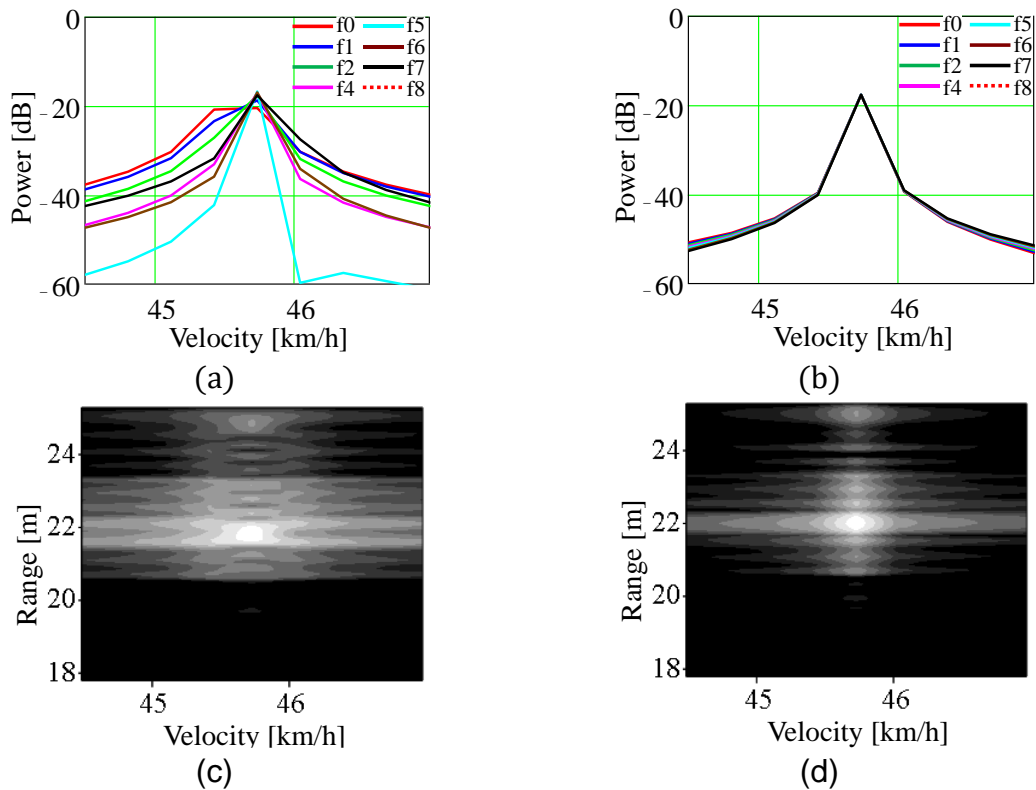 0
-20
-40
-60
Power [dB]
f0 f5
f1 f6
f2 f7
f4 f8
45 46
Velocity [km/h]
(a)
0
-20
-40
-60
Power [dB]
f0 f5
f1 f6
f2 f7
f4 f8
45 46
Velocity [km/h]
(b)
24
22
20
18
Range [m]
45 46
Velocity [km/h]
(c)
24
22
20
18
Range [m]
45 46
Velocity [km/h]
(d)